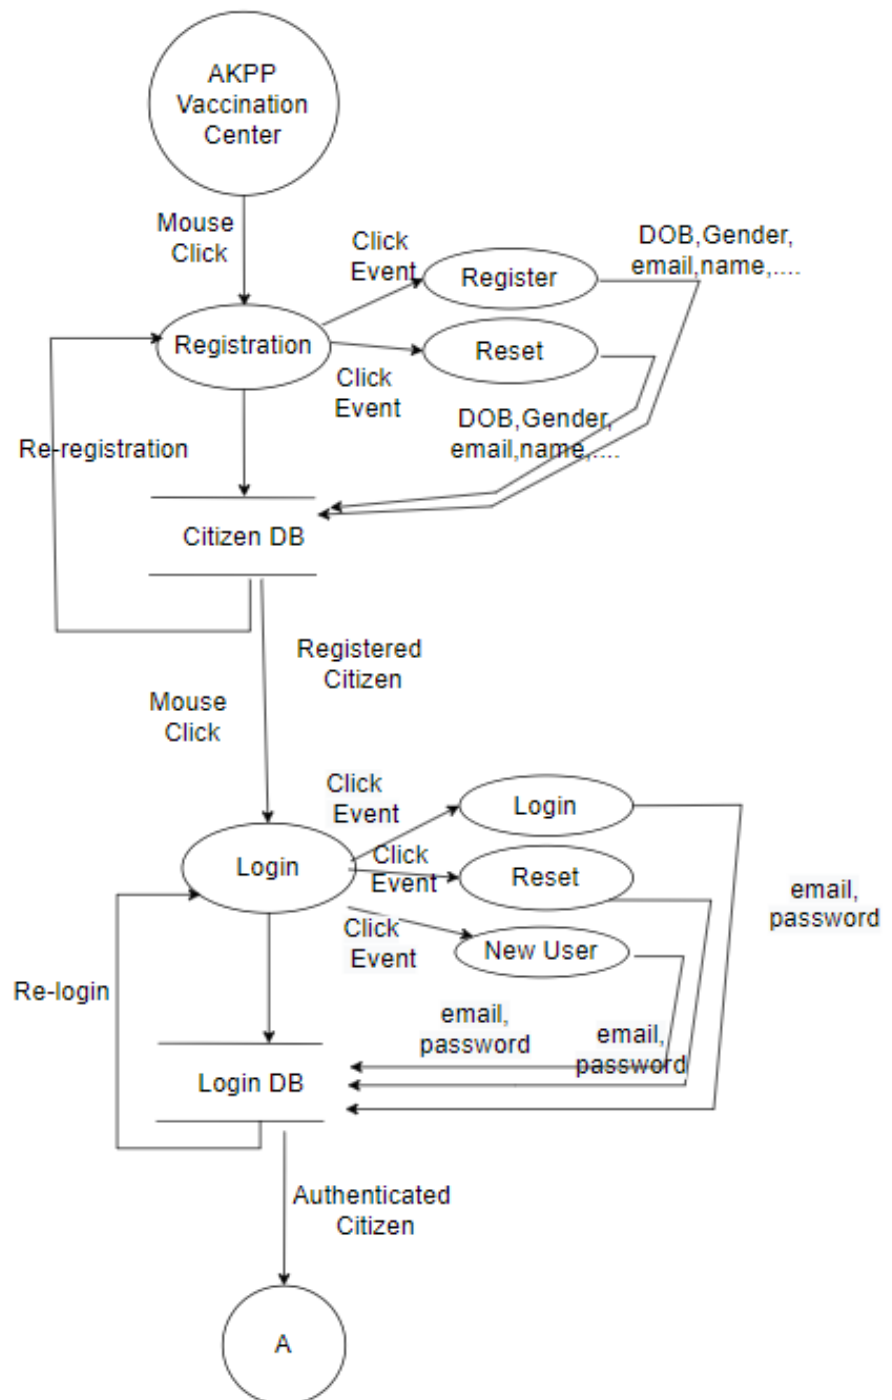 AKPP
Vaccination
Center
Mouse
Click
Click
Event
Register
DOB,Gender,
email,name,....
Registration
Reset
Click
Event
DOB,Gender,
email,name,....
Re-registration
Citizen DB
Registered
Citizen
Mouse
Click
Click
Event
Login
Login
Click
Event
Reset
email,
password
Click
Event
New User
Re-login
email,
password
email,
password
Login DB
Authenticated
Citizen
A